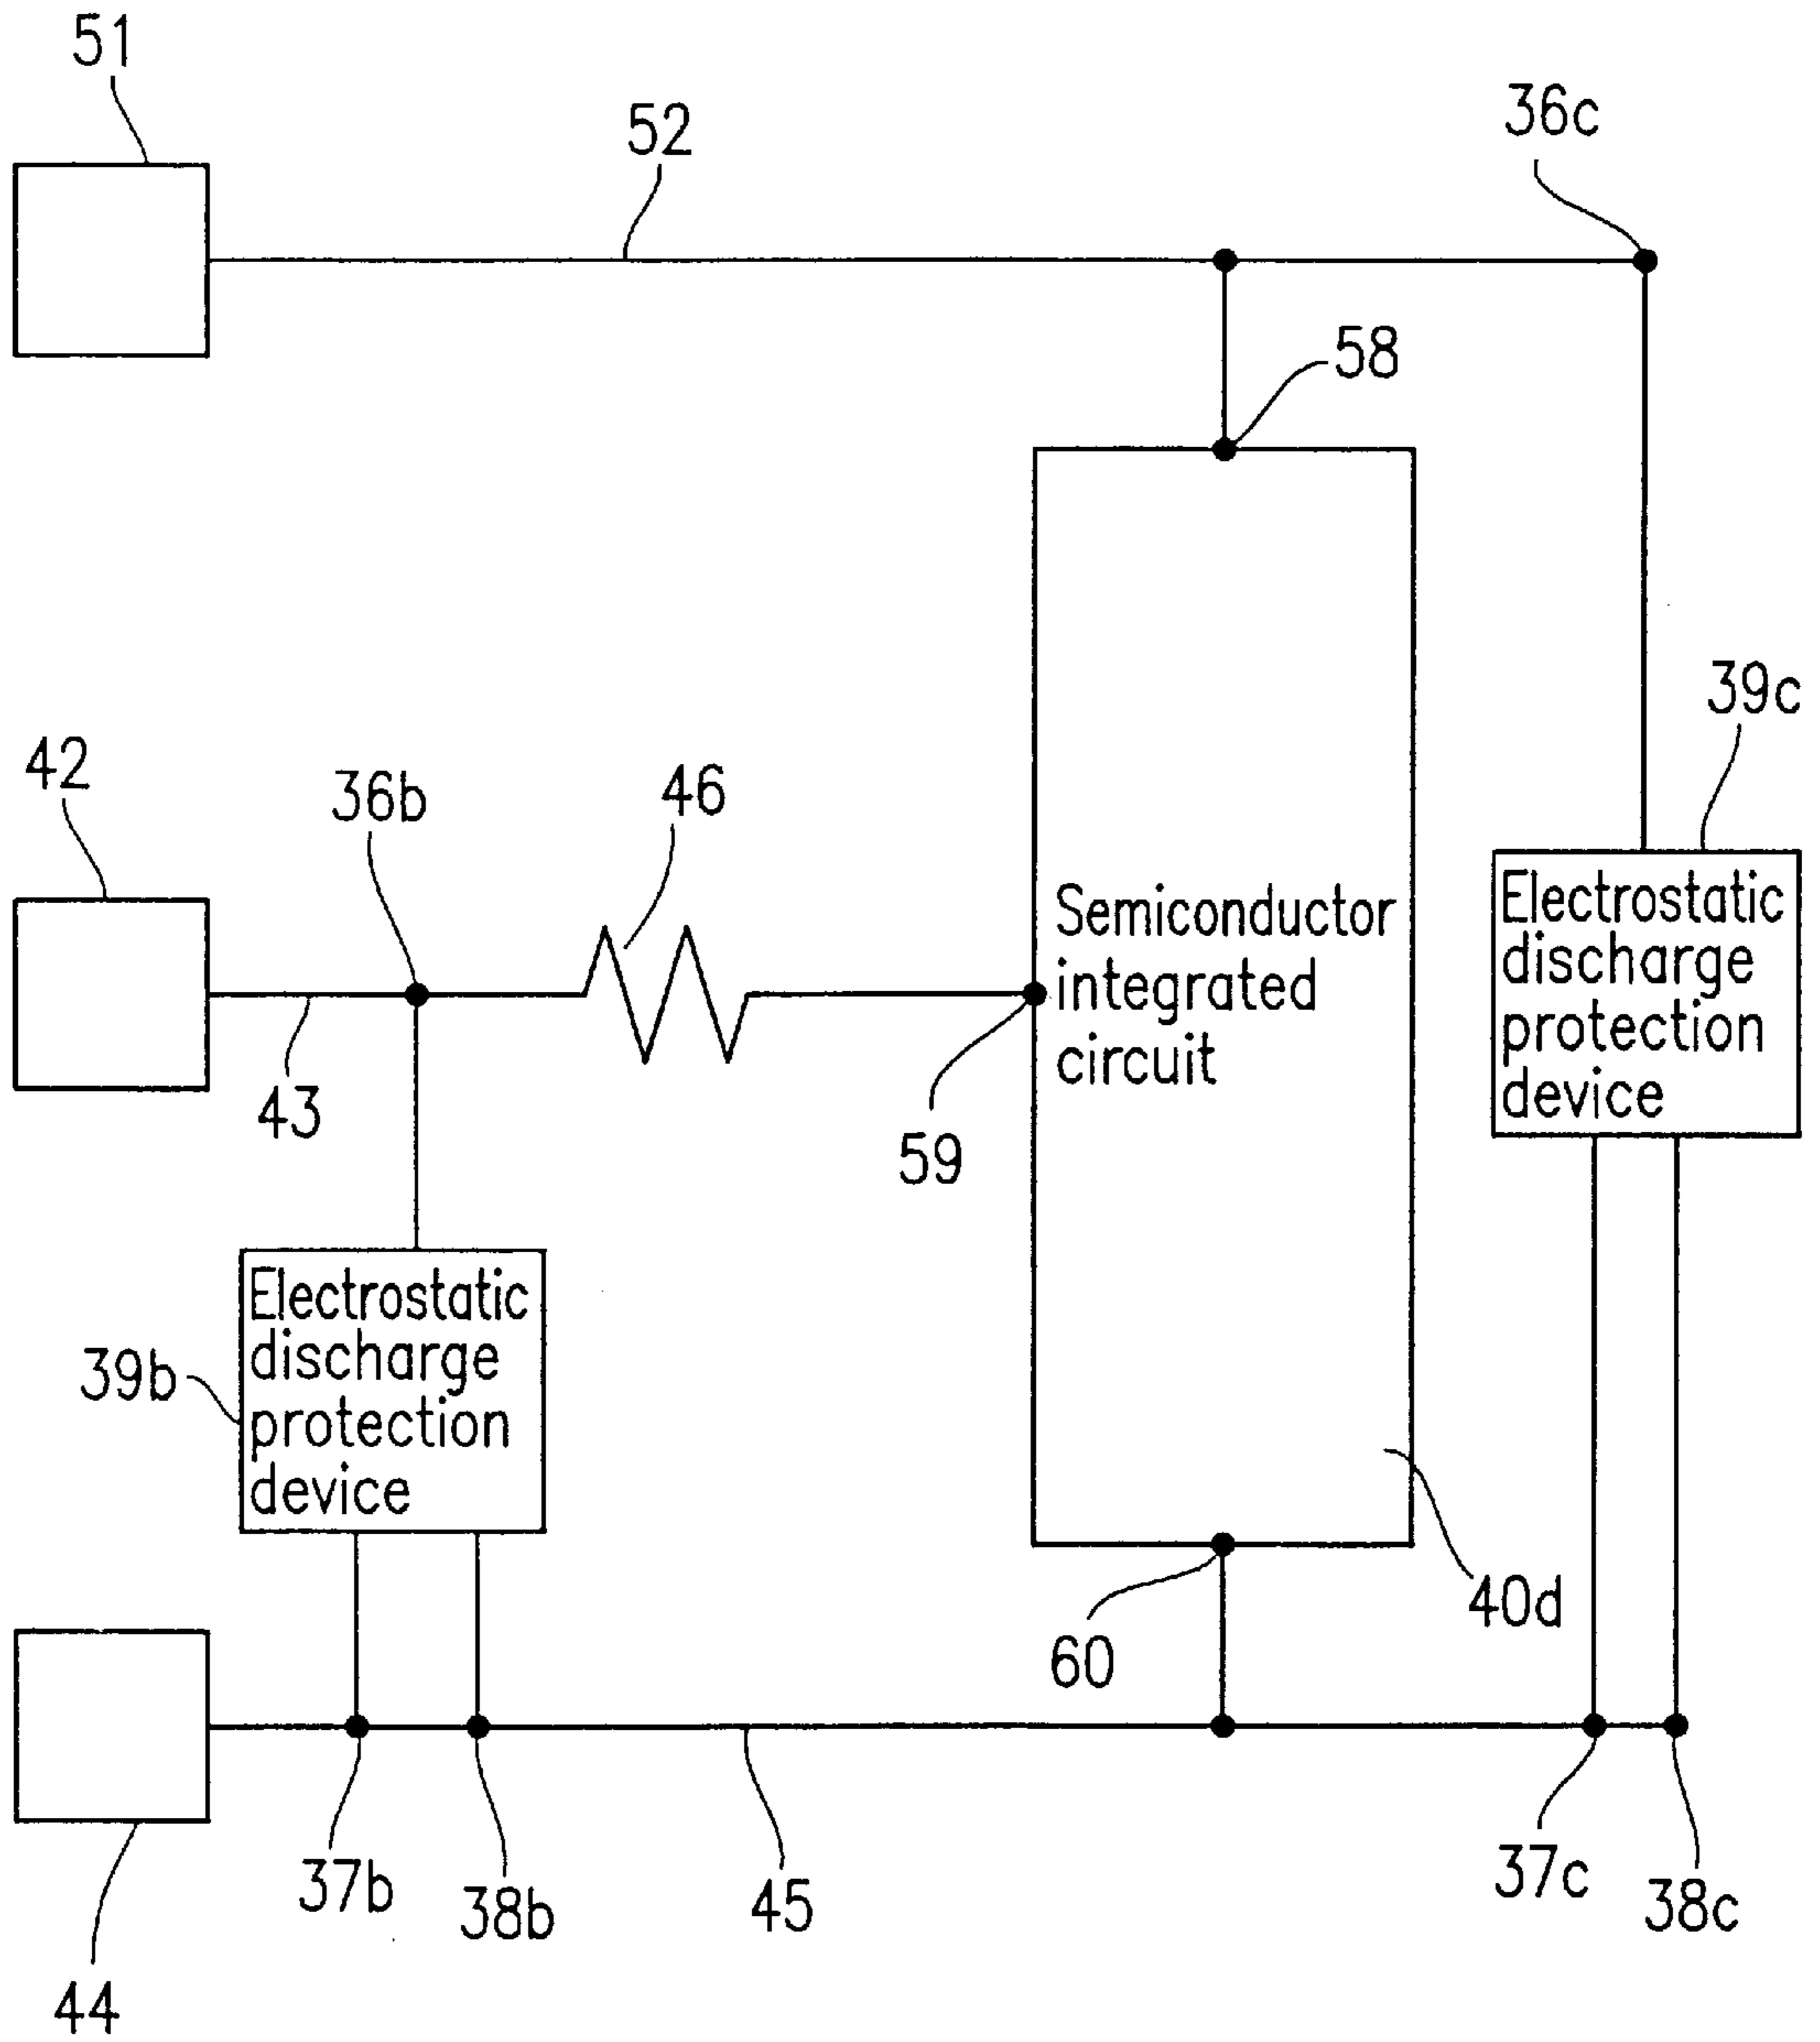 51
52
36c
58
39c
42
36b
46
Electrostatic
discharge
protection
device
Semiconductor
integrated
circuit
43
59
Electrostatic
discharge
protection
device
39b
40d
60
37b
38b
45
37c
38c
44